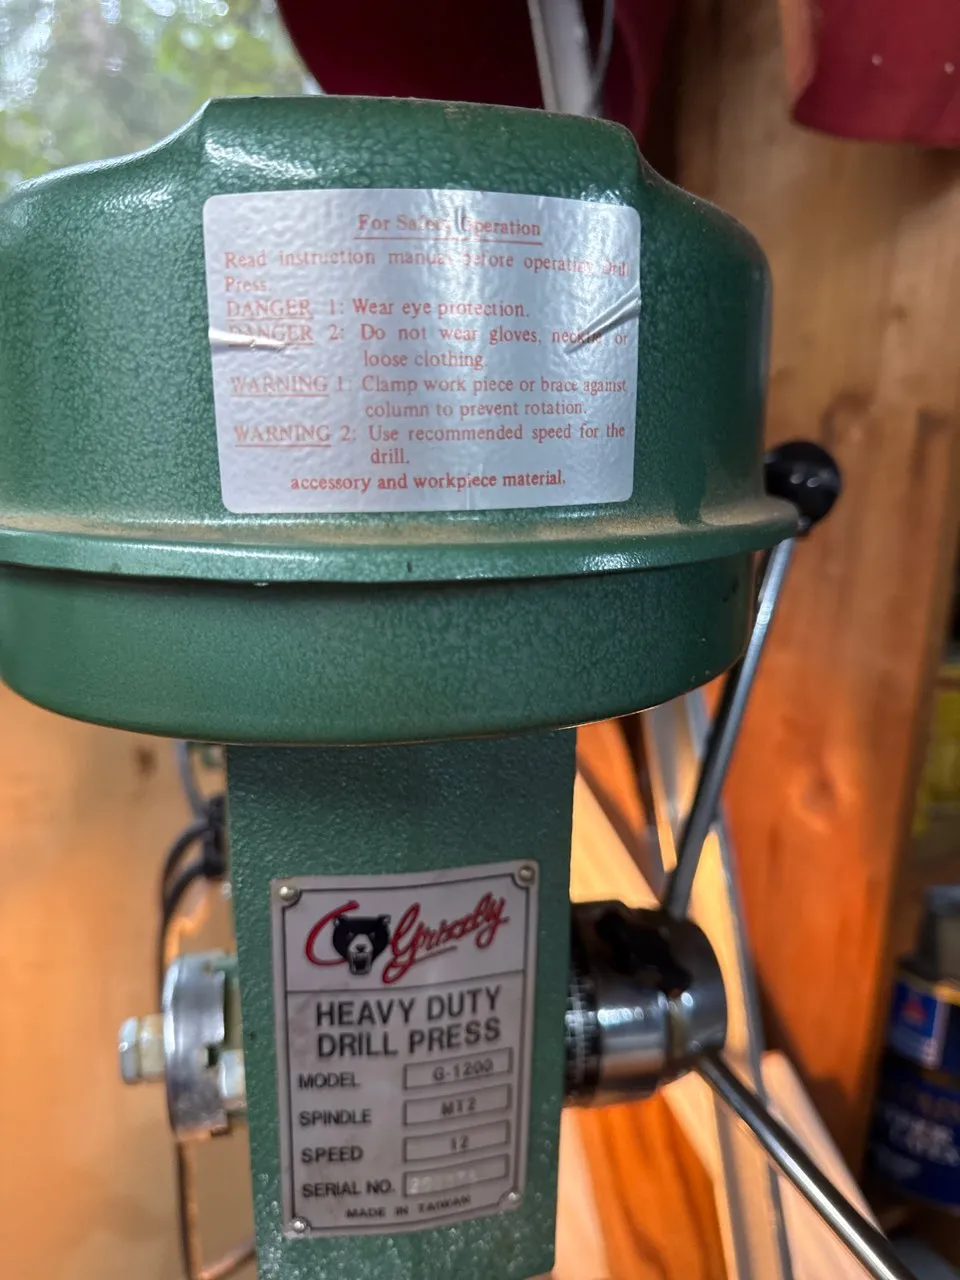 For Safety Operation
Read instruction manual before operating Drill
Press.
DANGER 1: Wear eye protection.
DANGER 2: Do not wear gloves, necktie or
loose clothing.
WARNING 1: Clamp work piece or brace against
column to prevent rotation.
WARNING 2: Use recommended speed for the
drill.
accessory and workpiece material.
Grizzly
HEAVY DUTY
DRILL PRESS
MODEL G-1200
SPINDLE MT2
SPEED 12
SERIAL NO.
MADE IN TAIWAN